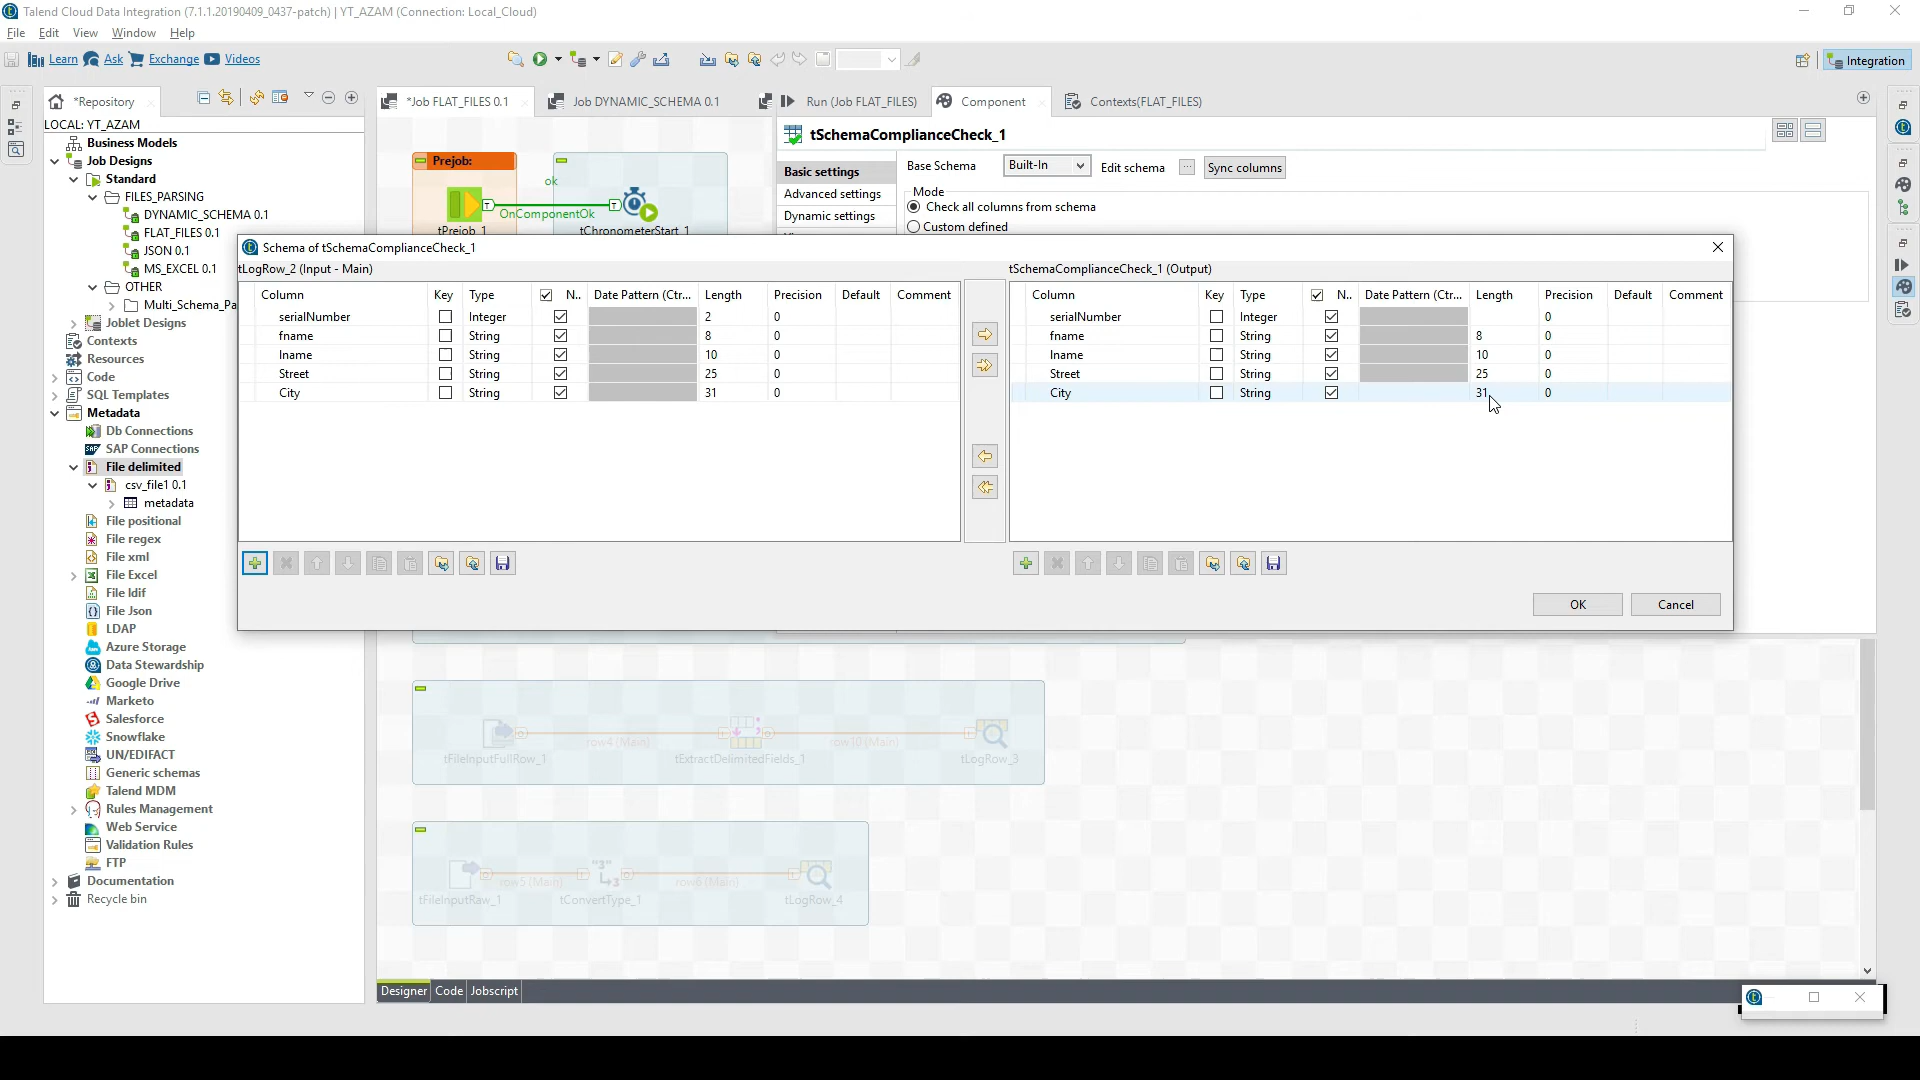 Talend Cloud Data Integration (7.1.1.20190409_0437-patch) | YT_AZAM (Connection: Local_Cloud)
File Edit View Window Help
Learn Ask Exchange Videos
Integration
*Repository
*Job FLAT_FILES 0.1
Job DYNAMIC_SCHEMA 0.1
Run (Job FLAT_FILES)
Component
Contexts(FLAT_FILES)
LOCAL: YT_AZAM
Business Models
Job Designs
Standard
FILES_PARSING
DYNAMIC_SCHEMA 0.1
FLAT_FILES 0.1
JSON 0.1
MS_EXCEL 0.1
OTHER
Multi_Schema_Pa
Joblet Designs
Contexts
Resources
Code
SQL Templates
Metadata
Db Connections
SAP Connections
File delimited
csv_file1 0.1
metadata
File positional
File regex
File xml
File Excel
File ldif
File Json
LDAP
Azure Storage
Data Stewardship
Google Drive
Marketo
Salesforce
Snowflake
UN/EDIFACT
Generic schemas
Talend MDM
Rules Management
Web Service
Validation Rules
FTP
Documentation
Recycle bin
Prejob:
ok
OnComponentOk
tPrejob_1
tChronometerStart_1
tSchemaComplianceCheck_1
Basic settings
Advanced settings
Dynamic settings
Base Schema Built-In Edit schema ... Sync columns
Mode
Check all columns from schema
Custom defined
Schema of tSchemaComplianceCheck_1
tLogRow_2 (Input - Main)
Column Key Type N.. Date Pattern (Ctr... Length Precision Default Comment
serialNumber Integer 2 0
fname String 8 0
lname String 10 0
Street String 25 0
City String 31 0
tSchemaComplianceCheck_1 (Output)
Column Key Type N.. Date Pattern (Ctr... Length Precision Default Comment
serialNumber Integer 0
fname String 8 0
lname String 10 0
Street String 25 0
City String 31 0
OK Cancel
row4 (Main)
row10 (Main)
tFileInputFullRow_1
tExtractDelimitedFields_1
tLogRow_3
row5 (Main)
row6 (Main)
tFileInputRaw_1
tConvertType_1
tLogRow_4
Designer Code Jobscript